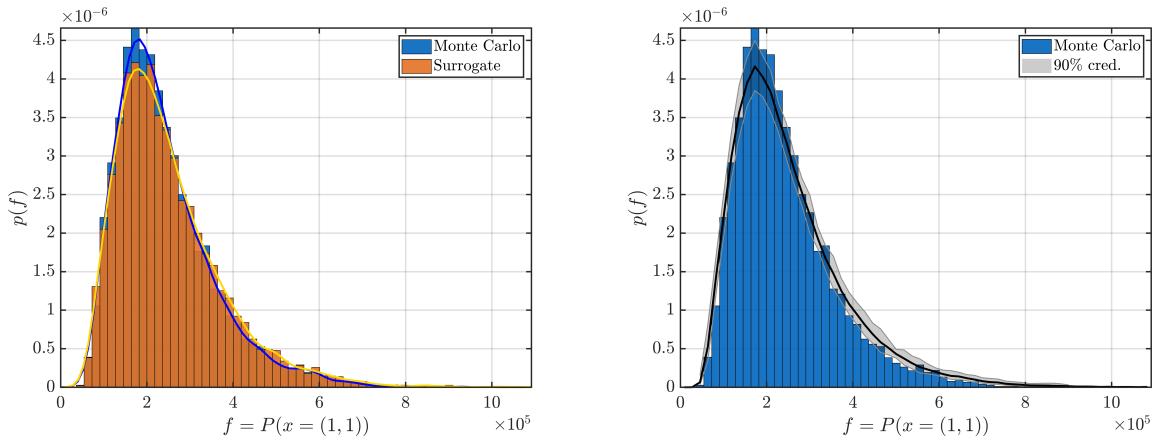 ×10⁻⁶
4.5
4
3.5
3
2.5
2
1.5
1
0.5
0
p(f)
Monte Carlo
Surrogate
0 2 4 6 8 10
×10⁵
f = P(x = (1, 1))
×10⁻⁶
4.5
4
3.5
3
2.5
2
1.5
1
0.5
0
p(f)
Monte Carlo
90% cred.
0 2 4 6 8 10
×10⁵
f = P(x = (1, 1))